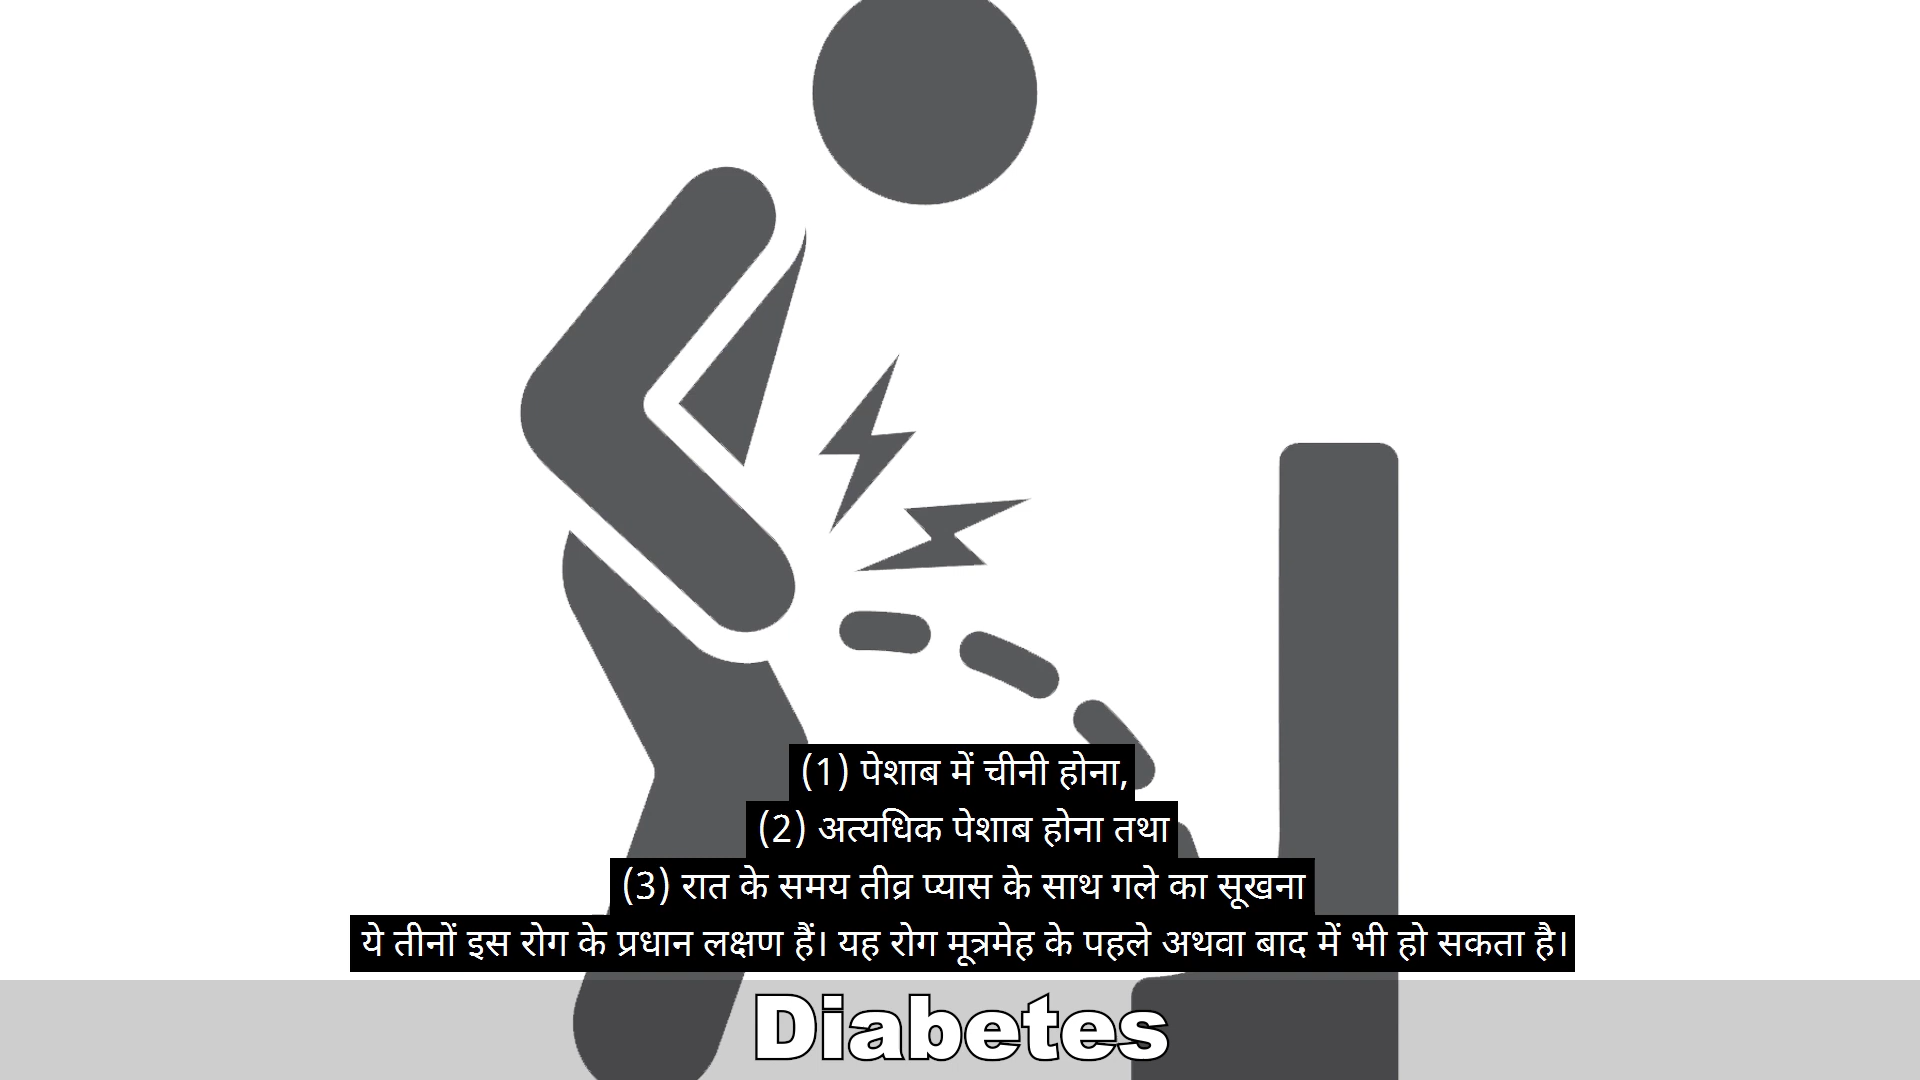 (1) पेशाब में चीनी होना,
(2) अत्यधिक पेशाब होना तथा
(3) रात के समय तीव्र प्यास के साथ गले का सूखना
ये तीनों इस रोग के प्रधान लक्षण हैं। यह रोग मूत्रमेह के पहले अथवा बाद में भी हो सकता है।
Diabetes